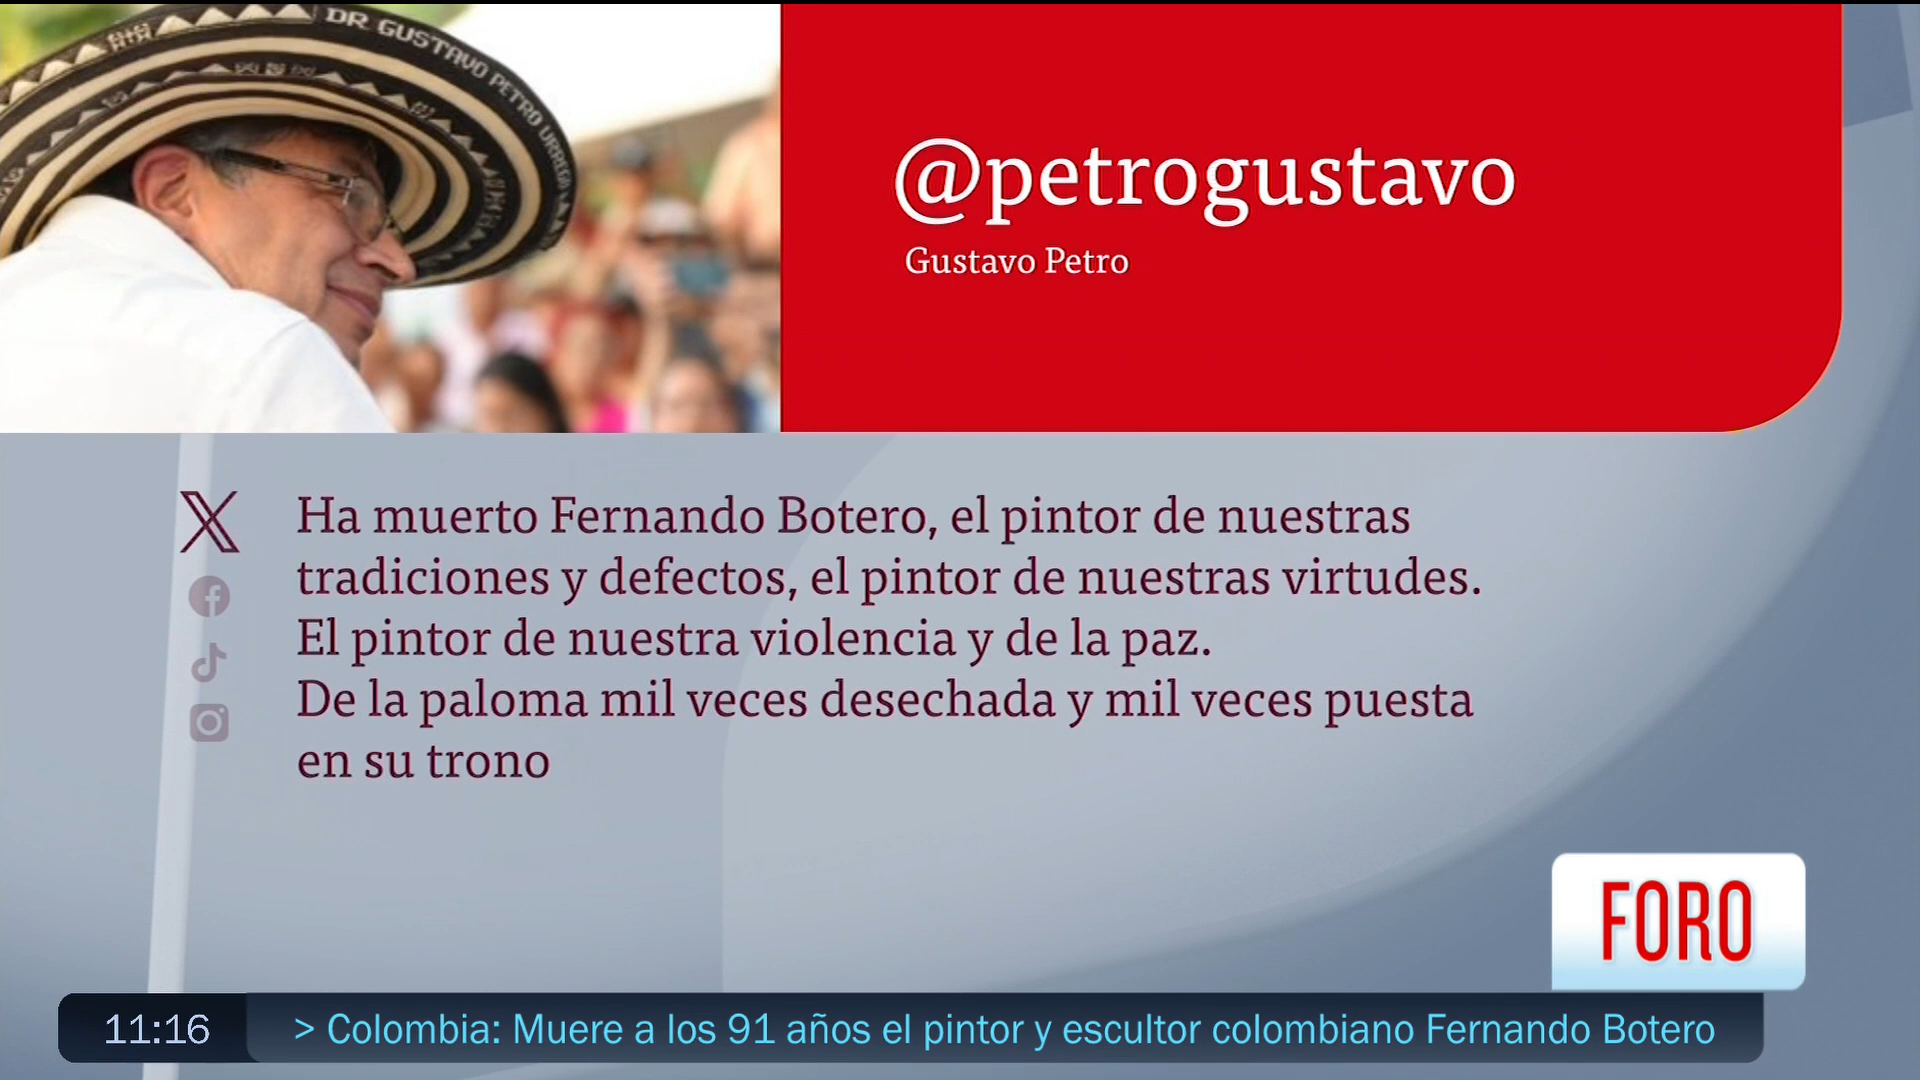 DR GUSTAVO PETRO URREGO
@petrogustavo
Gustavo Petro
Ha muerto Fernando Botero, el pintor de nuestras
tradiciones y defectos, el pintor de nuestras virtudes.
El pintor de nuestra violencia y de la paz.
De la paloma mil veces desechada y mil veces puesta
en su trono
FORO
11:16
> Colombia: Muere a los 91 años el pintor y escultor colombiano Fernando Botero